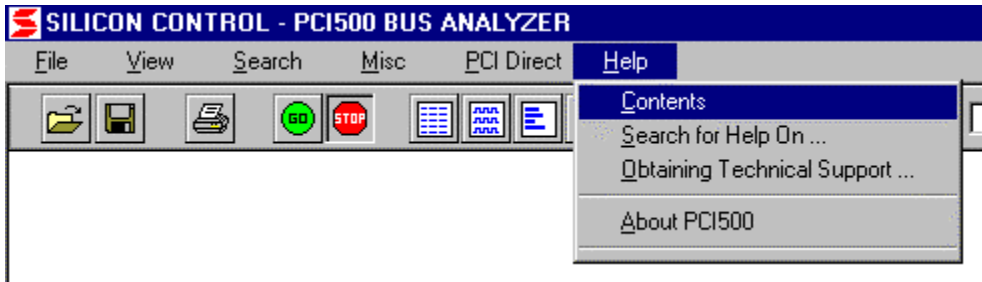 SILICON CONTROL - PCI500 BUS ANALYZER
File View Search Misc PCI Direct Help
GO STOP
Contents
Search for Help On ...
Obtaining Technical Support ...
About PCI500